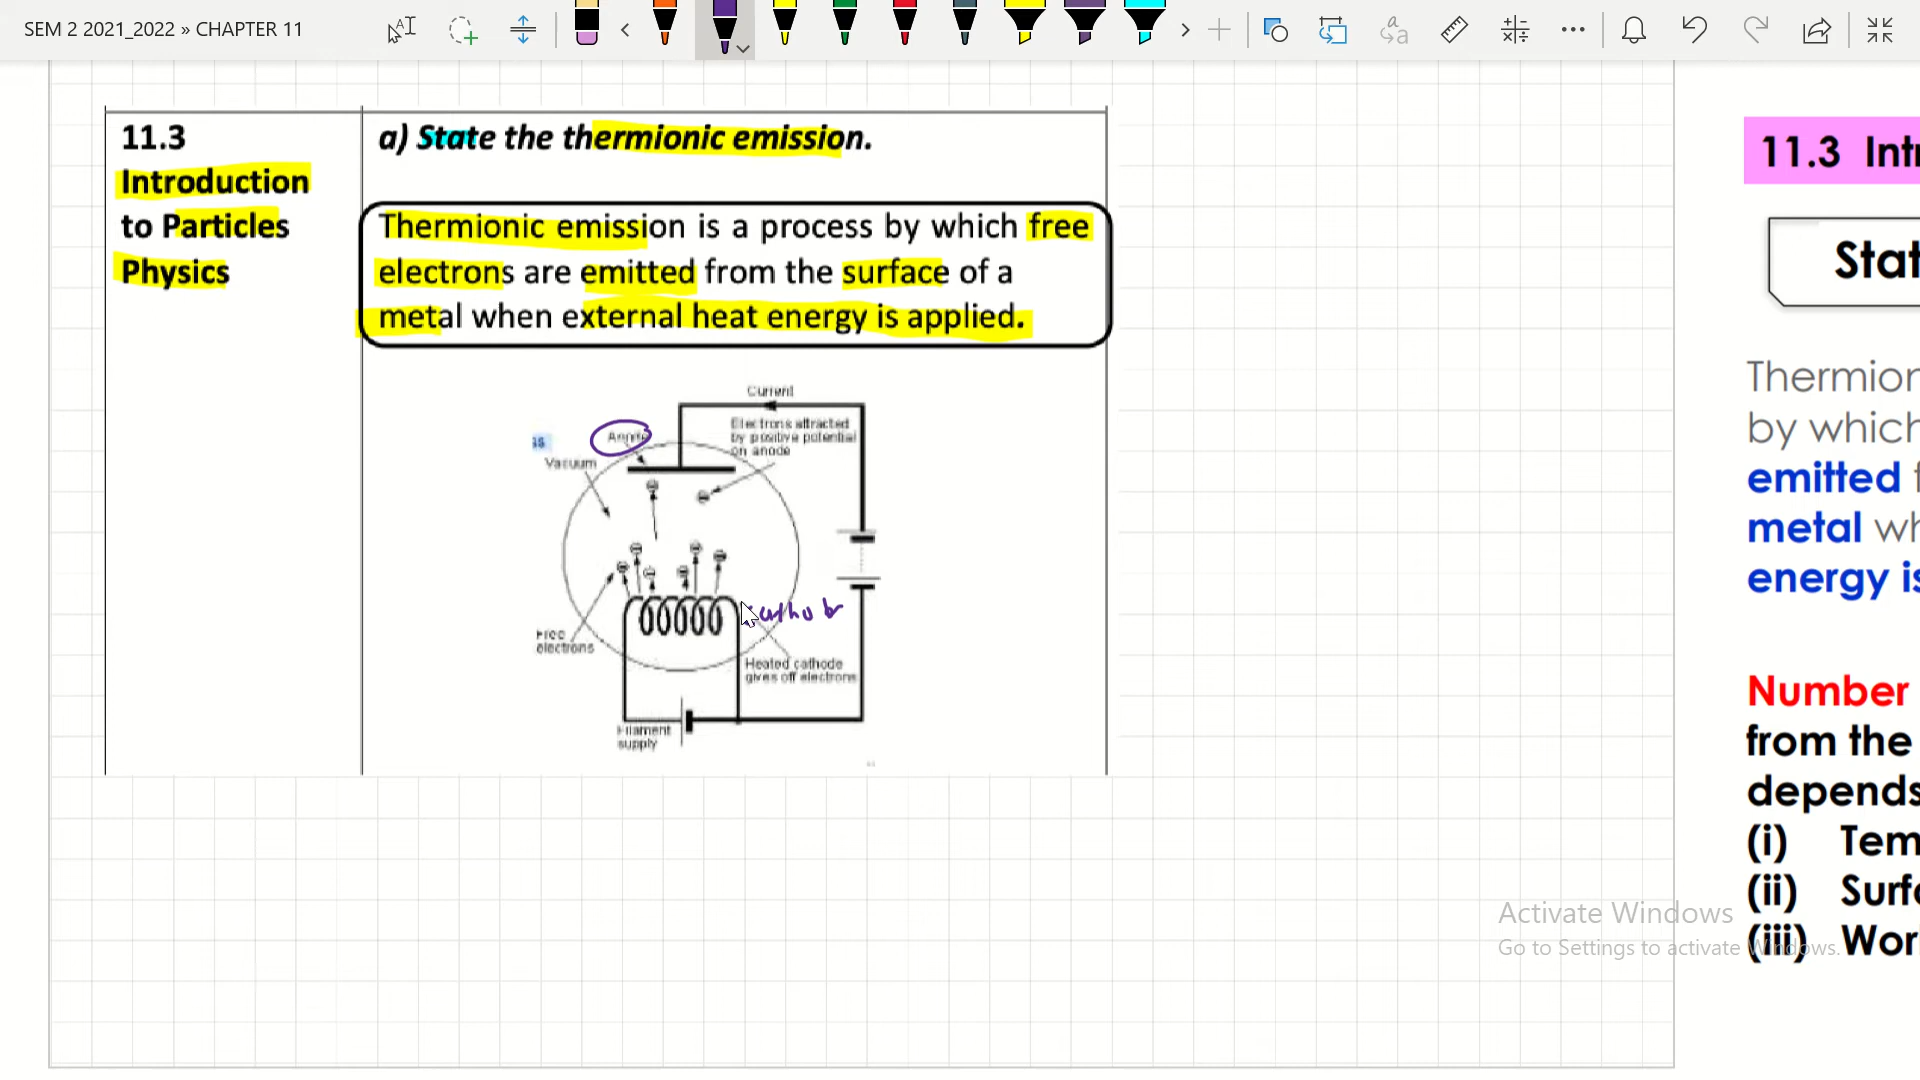 SEM 2 2021_2022 » CHAPTER 11
11.3
Introduction
to Particles
Physics
a) State the thermionic emission.
Thermionic emission is a process by which free
electrons are emitted from the surface of a
metal when external heat energy is applied.
Current
Anode
Electrons attracted
by positive potential
on anode
Vacuum
Free
electrons
Heated cathode
gives off electrons
Filament
supply
11.3 Intr
Stat
Thermion
by which
emitted f
metal wh
energy is
Number
from the
depends
(i) Tem
(ii) Surfa
(iii) Wor
Activate Windows
Go to Settings to activate Windows.